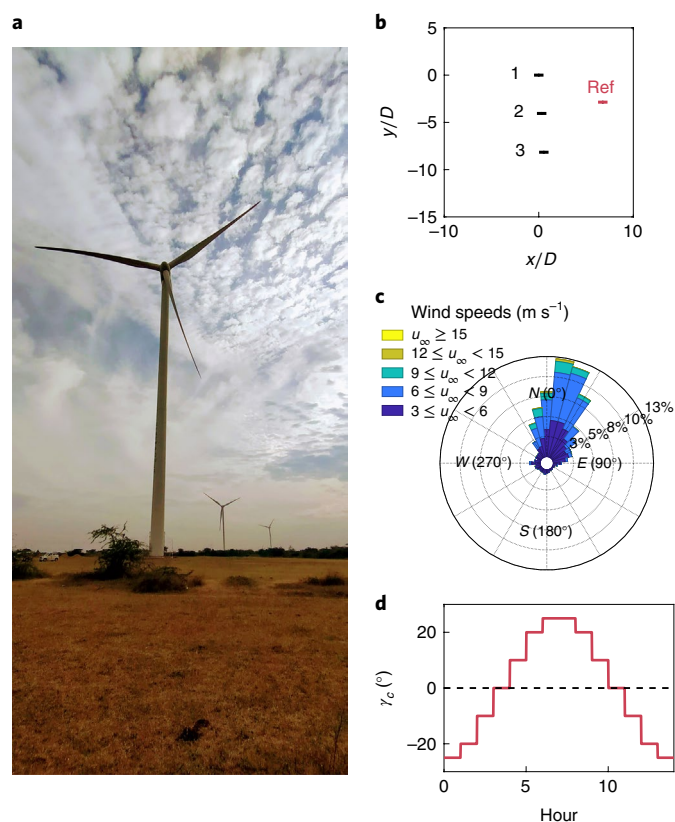 a
b
5
0
−5
−10
−15
y/D
1
2
3
Ref
−10
0
10
x/D
c
Wind speeds (m s⁻¹)
u∞ ≥ 15
12 ≤ u∞ < 15
9 ≤ u∞ < 12
6 ≤ u∞ < 9
3 ≤ u∞ < 6
N (0°)
3%
5%
8%
10%
13%
W (270°)
E (90°)
S (180°)
d
20
0
−20
γc (°)
0
5
10
Hour